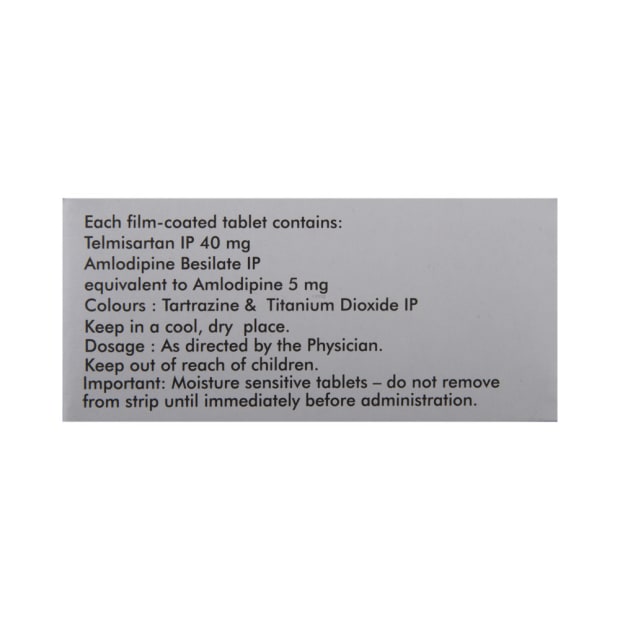 Each film-coated tablet contains:
Telmisartan IP 40 mg
Amlodipine Besilate IP
equivalent to Amlodipine 5 mg
Colours : Tartrazine & Titanium Dioxide IP
Keep in a cool, dry place.
Dosage : As directed by the Physician.
Keep out of reach of children.
Important: Moisture sensitive tablets – do not remove
from strip until immediately before administration.